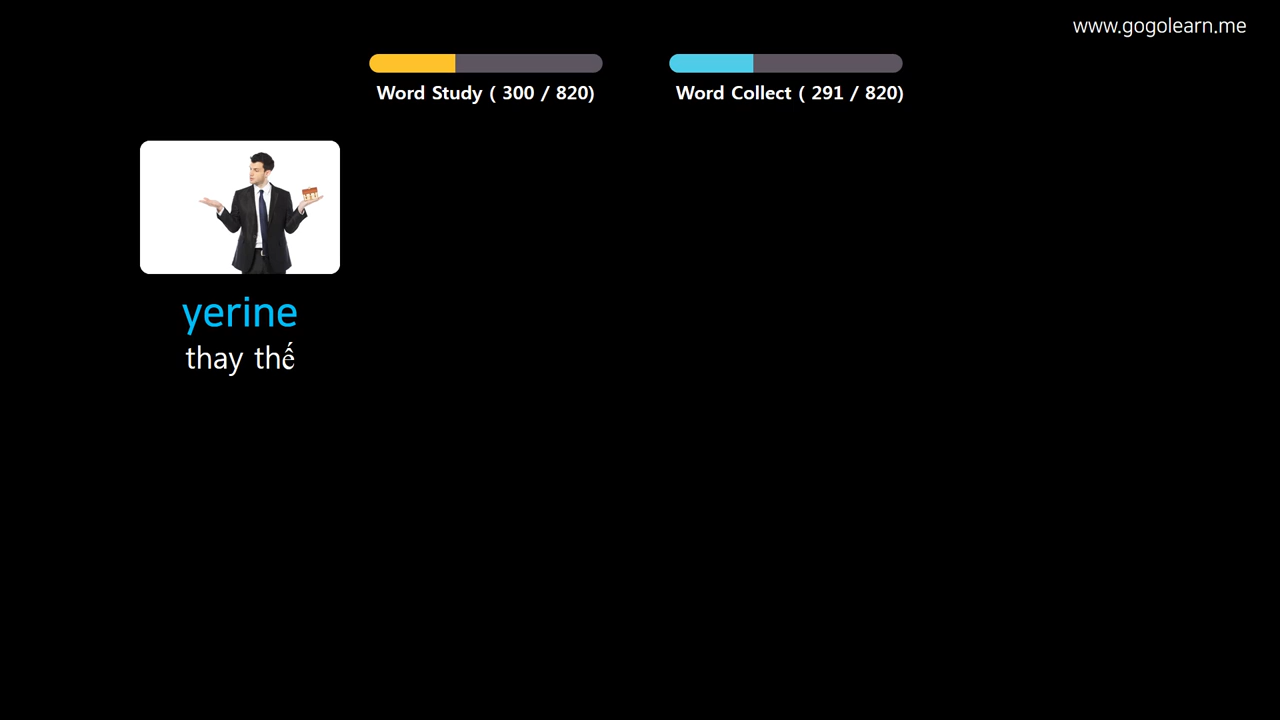 www.gogolearn.me
Word Study ( 300 / 820)
Word Collect ( 291 / 820)
yerine
thay thế